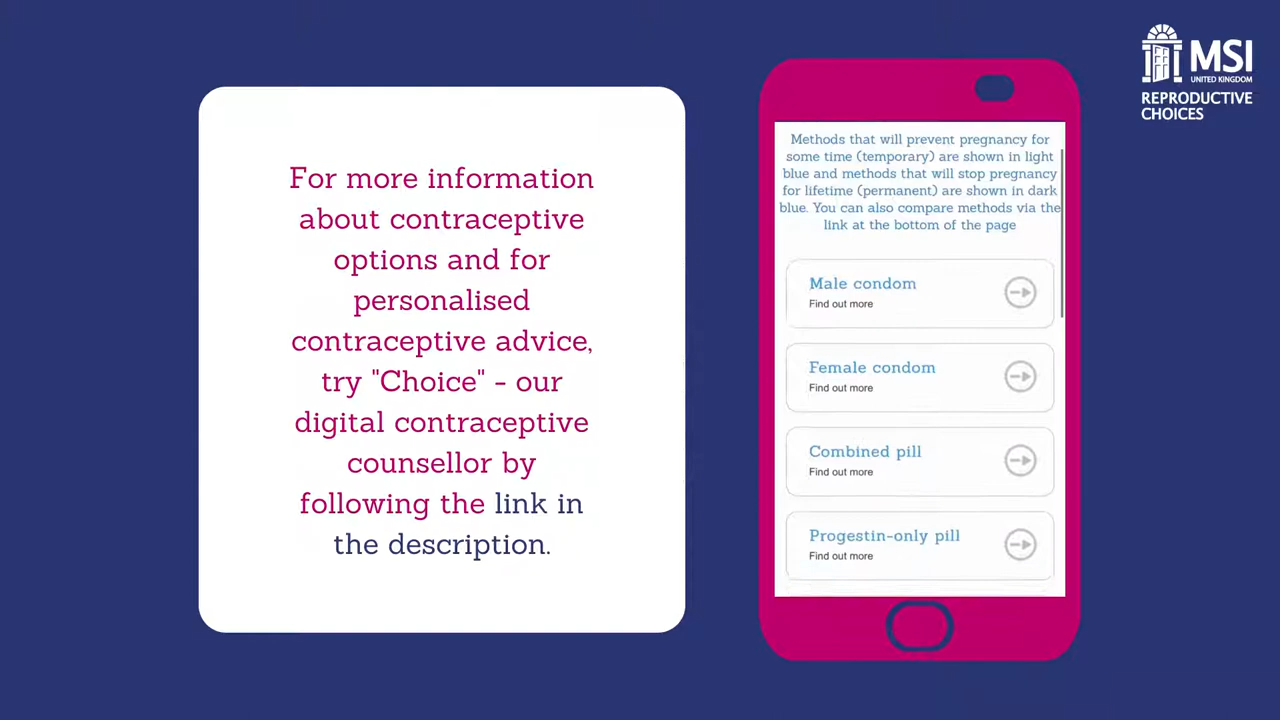 For more information
about contraceptive
options and for
personalised
contraceptive advice,
try "Choice" - our
digital contraceptive
counsellor by
following the link in
the description.
Methods that will prevent pregnancy for
some time (temporary) are shown in light
blue and methods that will stop pregnancy
for lifetime (permanent) are shown in dark
blue. You can also compare methods via the
link at the bottom of the page
Male condom
Find out more
Female condom
Find out more
Combined pill
Find out more
Progestin-only pill
Find out more
MSI
UNITED KINGDOM
REPRODUCTIVE
CHOICES